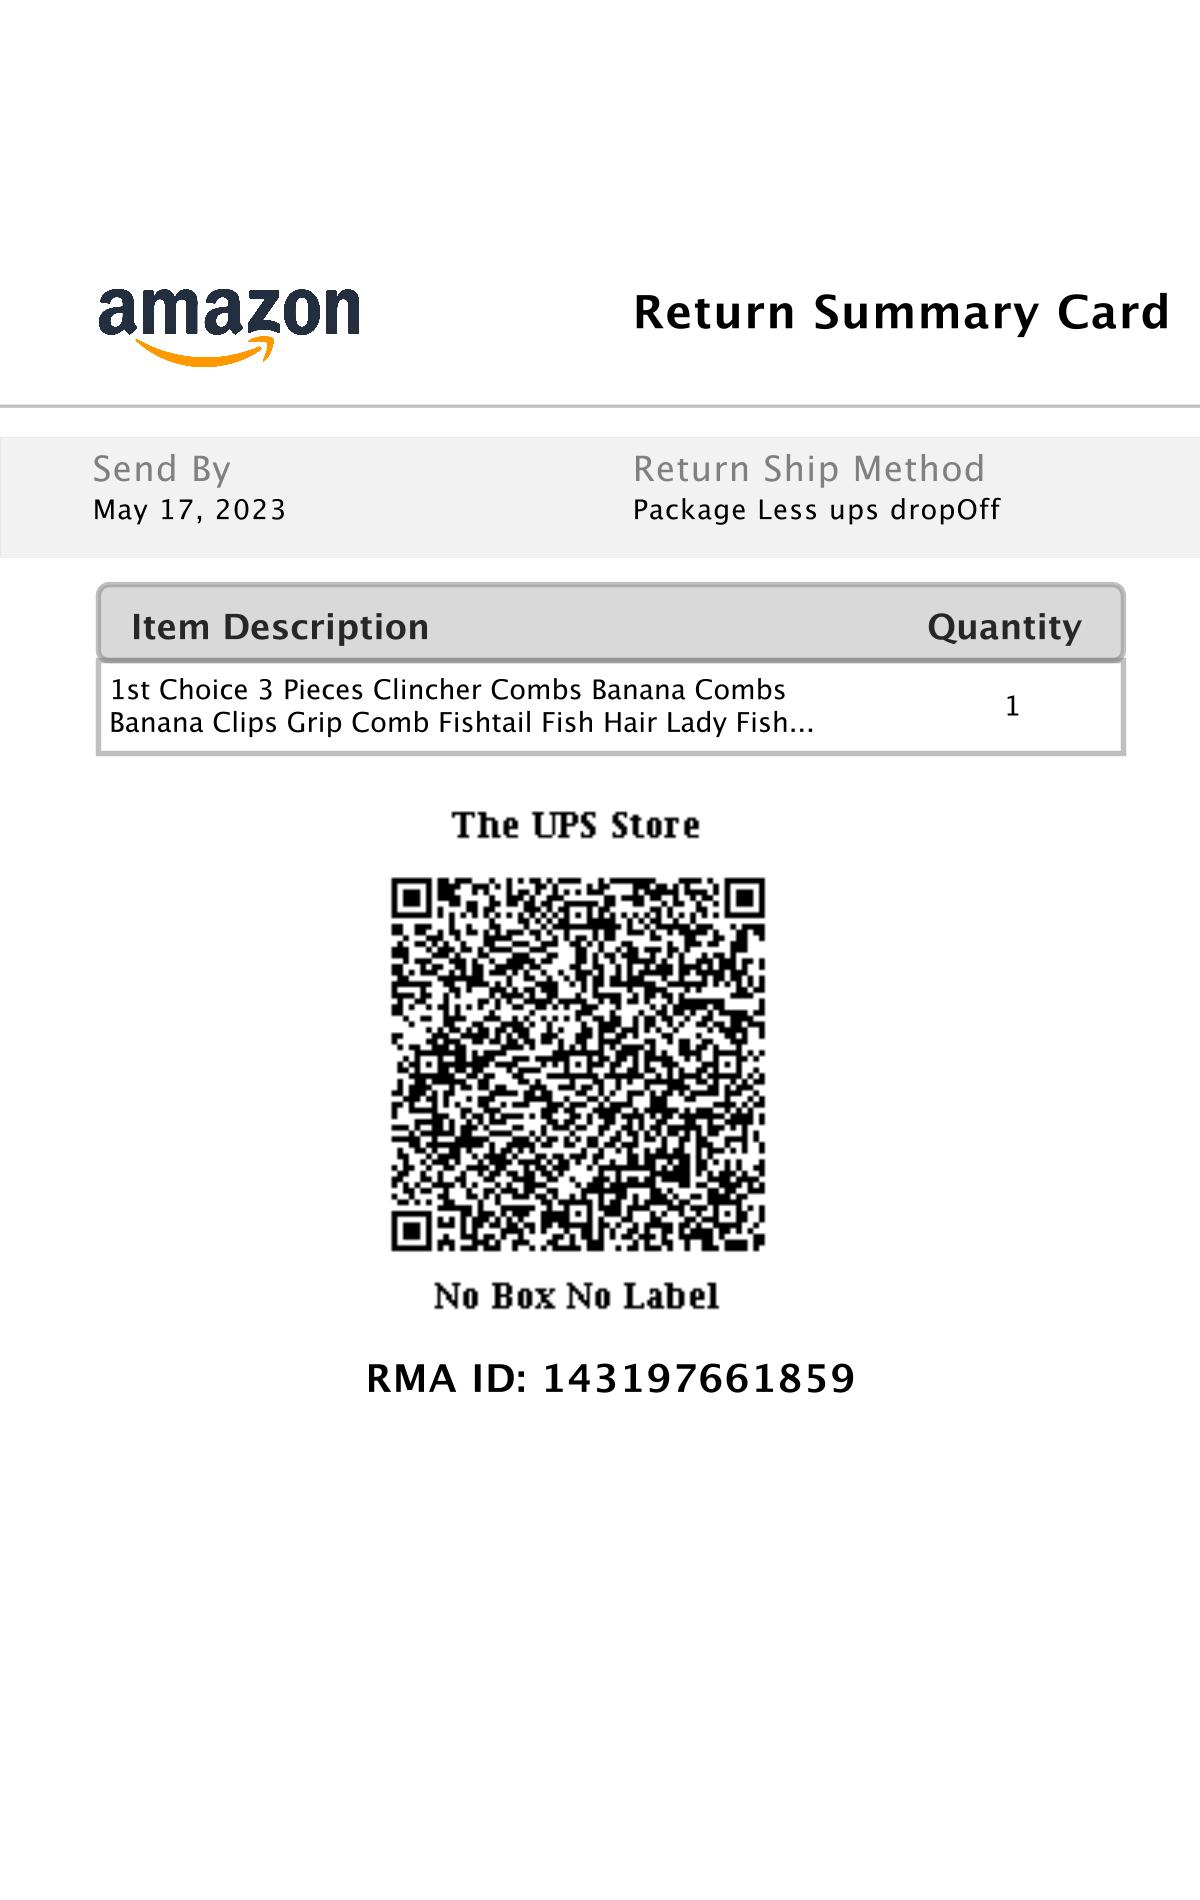 amazon
Return Summary Card
Send By
Return Ship Method
May 17, 2023
Package Less ups dropOff
Item Description
Quantity
1st Choice 3 Pieces Clincher Combs Banana Combs
Banana Clips Grip Comb Fishtail Fish Hair Lady Fish...
1
The UPS Store
No Box No Label
RMA ID: 143197661859